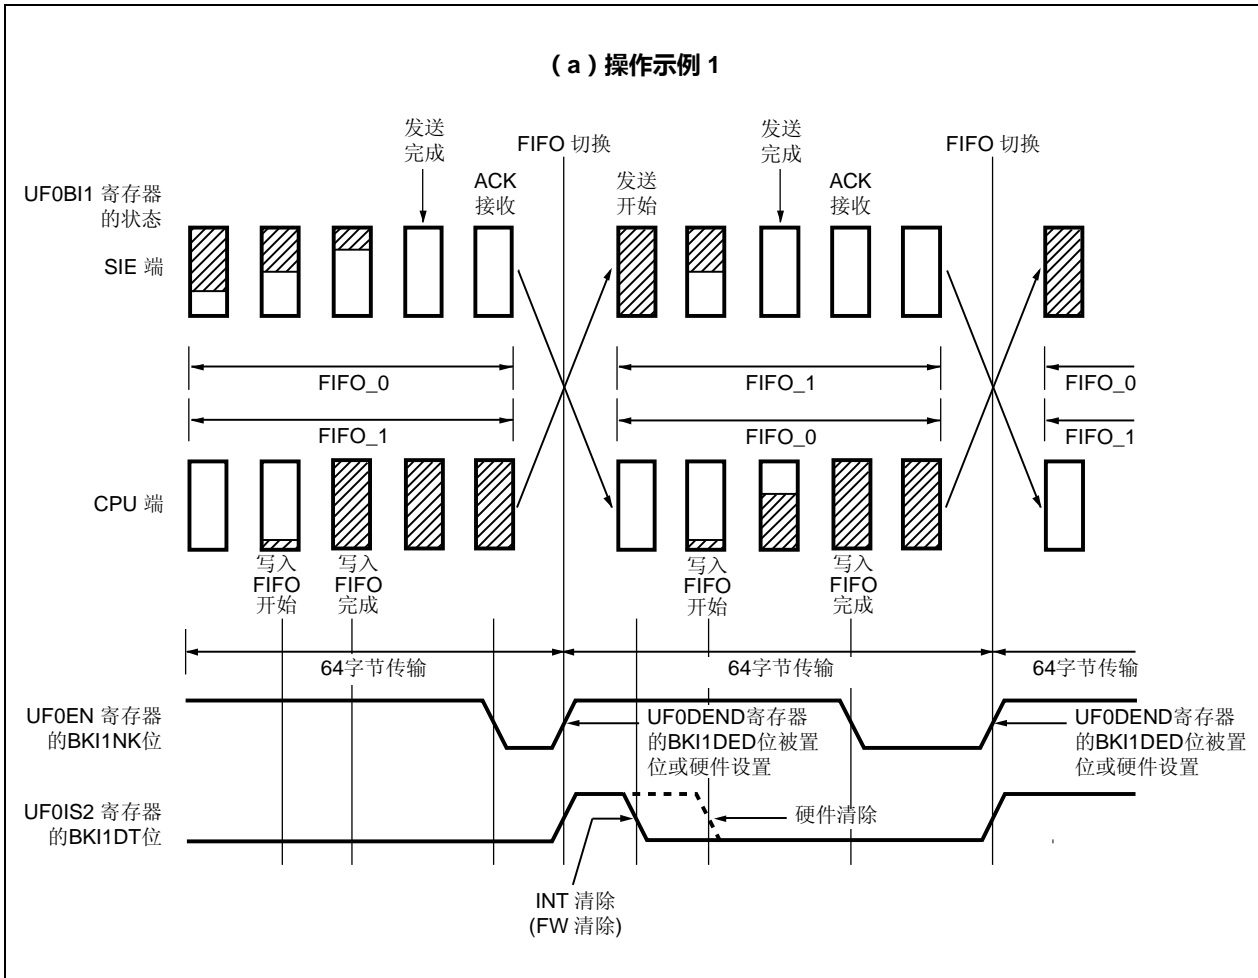 （a）操作示例 1
发送
完成
FIFO 切换
发送
完成
FIFO 切换
UF0BI1 寄存器
的状态
ACK
接收
发送
开始
ACK
接收
SIE 端
FIFO_0
FIFO_1
FIFO_0
FIFO_1
FIFO_0
FIFO_1
CPU 端
写入
FIFO
开始
写入
FIFO
完成
写入
FIFO
开始
写入
FIFO
完成
64字节传输
64字节传输
64字节传输
UF0EN 寄存器
的BKI1NK位
UF0DEND寄存器
的BKI1DED位被置
位或硬件设置
UF0DEND寄存器
的BKI1DED位被置
位或硬件设置
UF0IS2 寄存器
的BKI1DT位
硬件清除
INT 清除
(FW 清除)